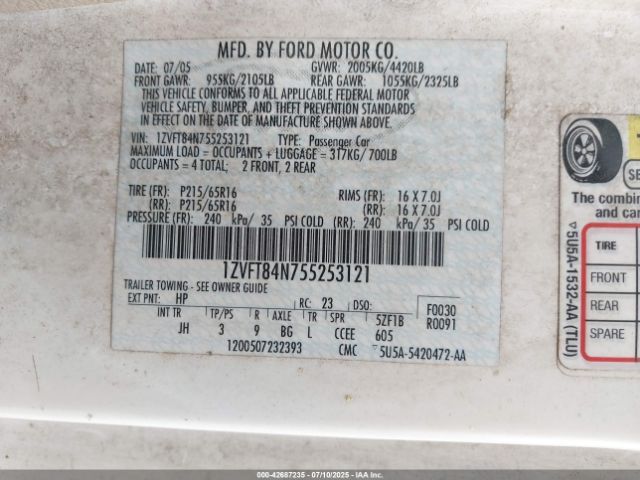 MFD. BY FORD MOTOR CO.
DATE: 07/05 GVWR: 2005KG/4420LB
FRONT GAWR: 955KG/2105LB REAR GAWR: 1055KG/2325LB
THIS VEHICLE CONFORMS TO ALL APPLICABLE FEDERAL MOTOR
VEHICLE SAFETY, BUMPER, AND THEFT PREVENTION STANDARDS
IN EFFECT ON THE DATE OF MANUFACTURE SHOWN ABOVE.
VIN: 1ZVFT84N755253121 TYPE: Passenger Car
MAXIMUM LOAD = OCCUPANTS + LUGGAGE = 317KG/700LB
OCCUPANTS = 4 TOTAL; 2 FRONT, 2 REAR
TIRE (FR): P215/65R16 RIMS (FR): 16 X 7.0J
(RR): P215/65R16 (RR): 16 X 7.0J
PRESSURE (FR): 240 kPa/ 35 PSI COLD (RR): 240 kPa/ 35 PSI COLD
1ZVFT84N755253121
TRAILER TOWING - SEE OWNER GUIDE
EXT PNT: HP RC: 23 DSO: F0030
INT TR TP/PS R AXLE TR SPR 5ZF1B R0091
JH 3 9 BG L CCEE 605
1200507232393 CMC ▽5U5A-5420472-AA
SE
The combin
and car
TIRE
FRONT
REAR
SPARE
▽5U5A-1532-AA (TLU)
000-42687235 - 07/10/2025 - IAA Inc.